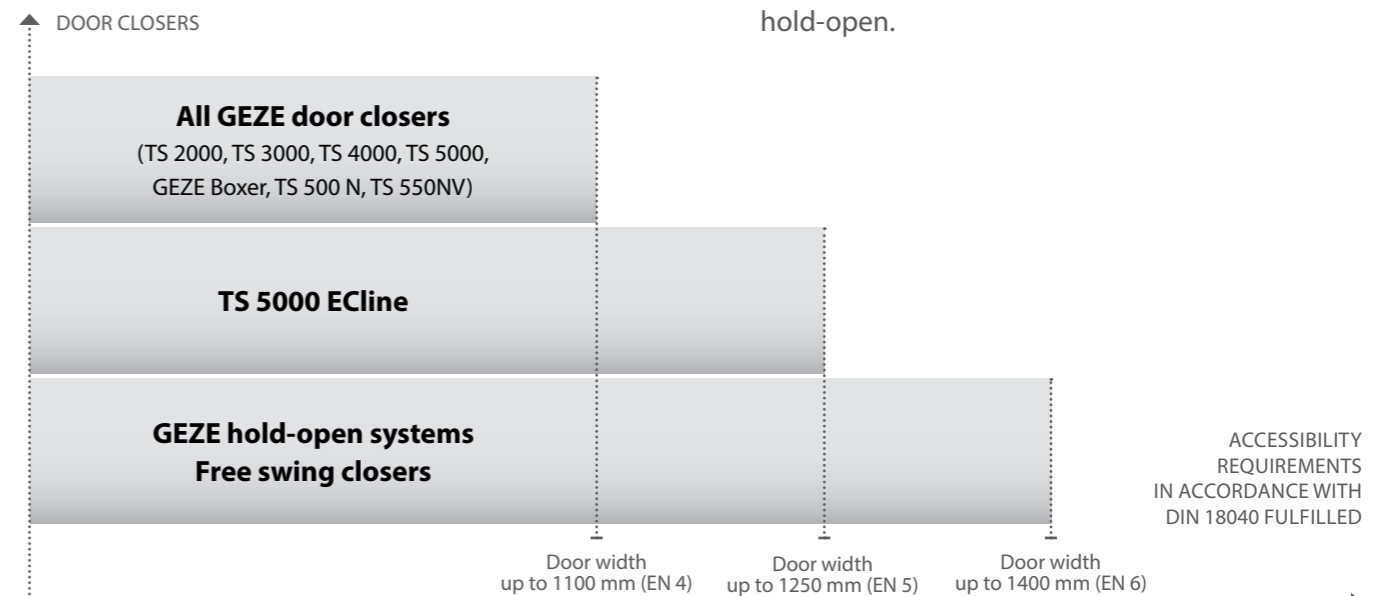 hold-open.
DOOR CLOSERS
All GEZE door closers
(TS 2000, TS 3000, TS 4000, TS 5000,
GEZE Boxer, TS 500 N, TS 550NV)
TS 5000 ECline
GEZE hold-open systems
Free swing closers
ACCESSIBILITY
REQUIREMENTS
IN ACCORDANCE WITH
DIN 18040 FULFILLED
Door width
up to 1100 mm (EN 4)
Door width
up to 1250 mm (EN 5)
Door width
up to 1400 mm (EN 6)